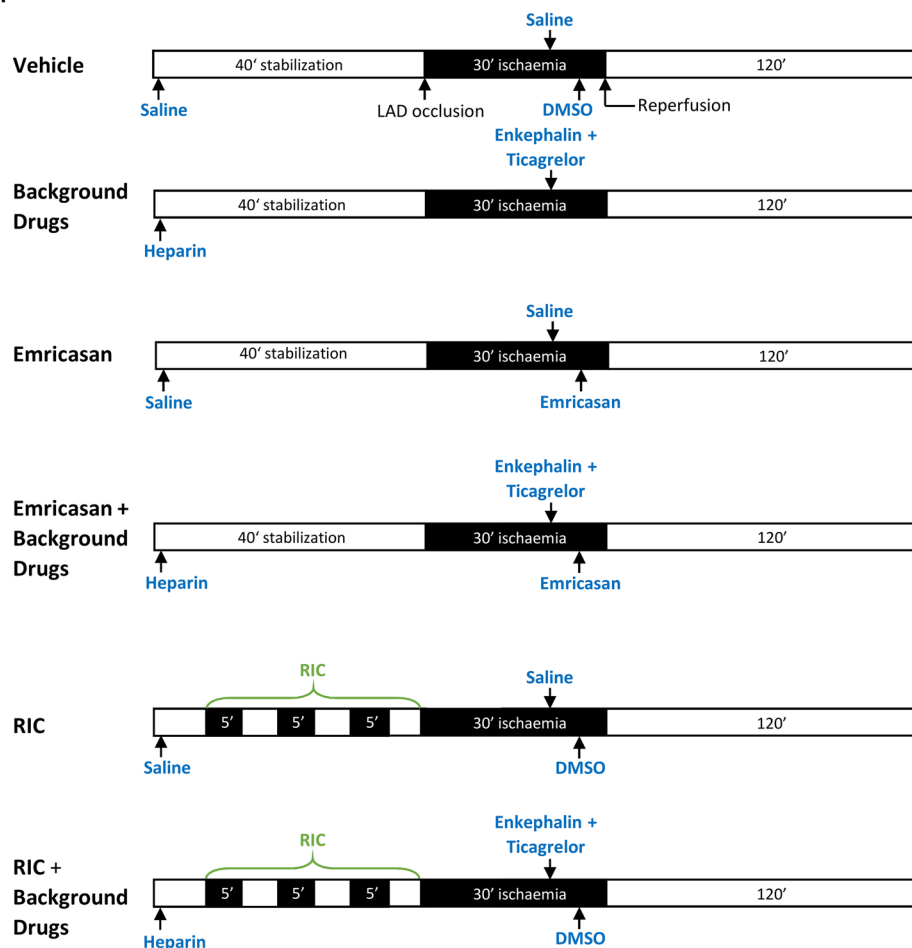 Saline
Vehicle
40‘ stabilization
30’ ischaemia
120’
Saline
LAD occlusion
DMSO
Reperfusion
Enkephalin +
Ticagrelor
Background
Drugs
40‘ stabilization
30’ ischaemia
120’
Heparin
Saline
Emricasan
40‘ stabilization
30’ ischaemia
120’
Saline
Emricasan
Enkephalin +
Ticagrelor
Emricasan +
Background
Drugs
40‘ stabilization
30’ ischaemia
120’
Heparin
Emricasan
RIC
Saline
RIC
5’
5’
5’
30’ ischaemia
120’
Saline
DMSO
Enkephalin +
Ticagrelor
RIC
RIC +
Background
Drugs
5’
5’
5’
30’ ischaemia
120’
Heparin
DMSO